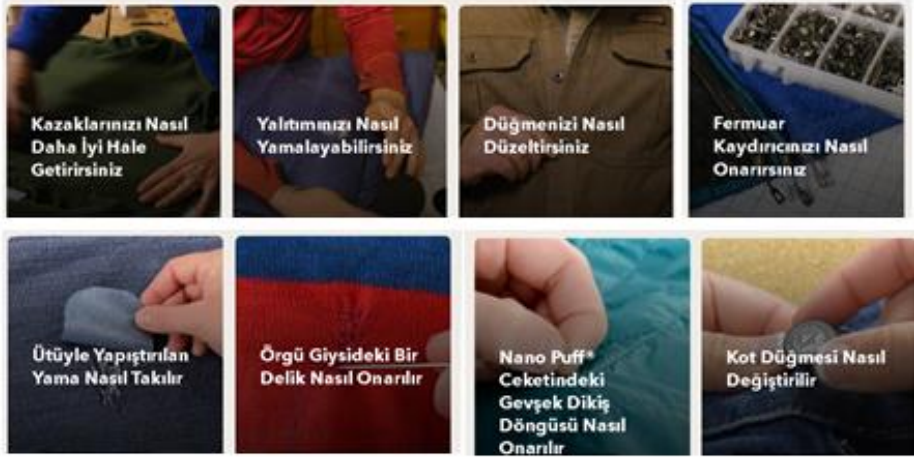 Kazaklarınızı Nasıl
Daha İyi Hale
Getirirsiniz
Yalıtımınızı Nasıl
Yamalayabilirsiniz
Düğmenizi Nasıl
Düzeltirsiniz
Fermuar
Kaydırıcınızı Nasıl
Onarırsınız
Ütüyle Yapıştırılan
Yama Nasıl Takılır
Örgü Giysideki Bir
Delik Nasıl Onarılır
Nano Puff®
Ceketindeki
Gevşek Dikiş
Döngüsü Nasıl
Onarılır
Kot Düğmesi Nasıl
Değiştirilir